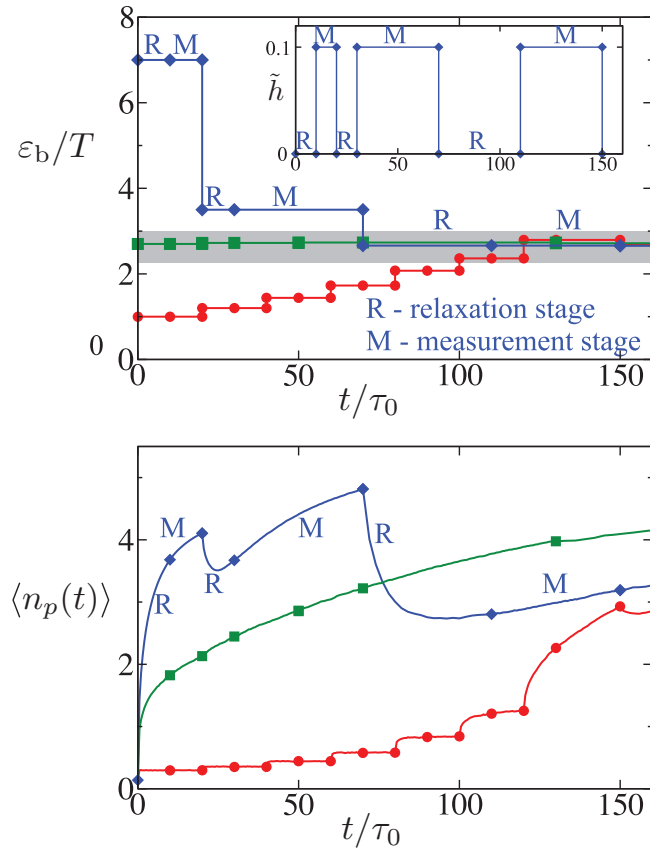 8
6
4
2
0
0
ε_b/T
R M
R M
R M
0.1
0
h̃
M M M
R R R
0 50 100 150
R - relaxation stage
M - measurement stage
0 50 100 150
t/τ_0
4
2
0
⟨n_p(t)⟩
M
R
R
M
R
M
0 50 100 150
t/τ_0